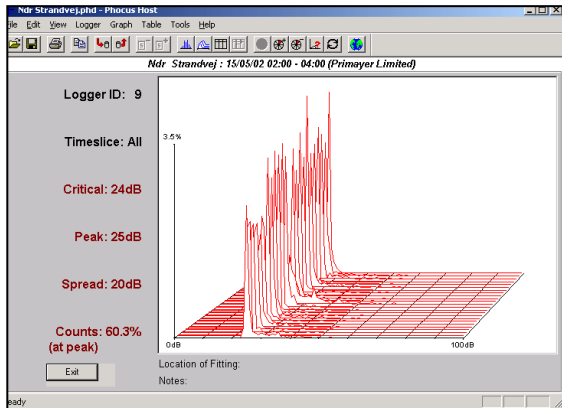 Ndr Strandvej.phd - Phocus Host
File Edit View Logger Graph Table Tools Help
Ndr Strandvej : 15/05/02 02:00 - 04:00 (Primayer Limited)
Logger ID: 9
Timeslice: All
Critical: 24dB
Peak: 25dB
Spread: 20dB
Counts: 60.3%
(at peak)
Exit
3.5%
0dB
100dB
Location of Fitting:
Notes:
eady